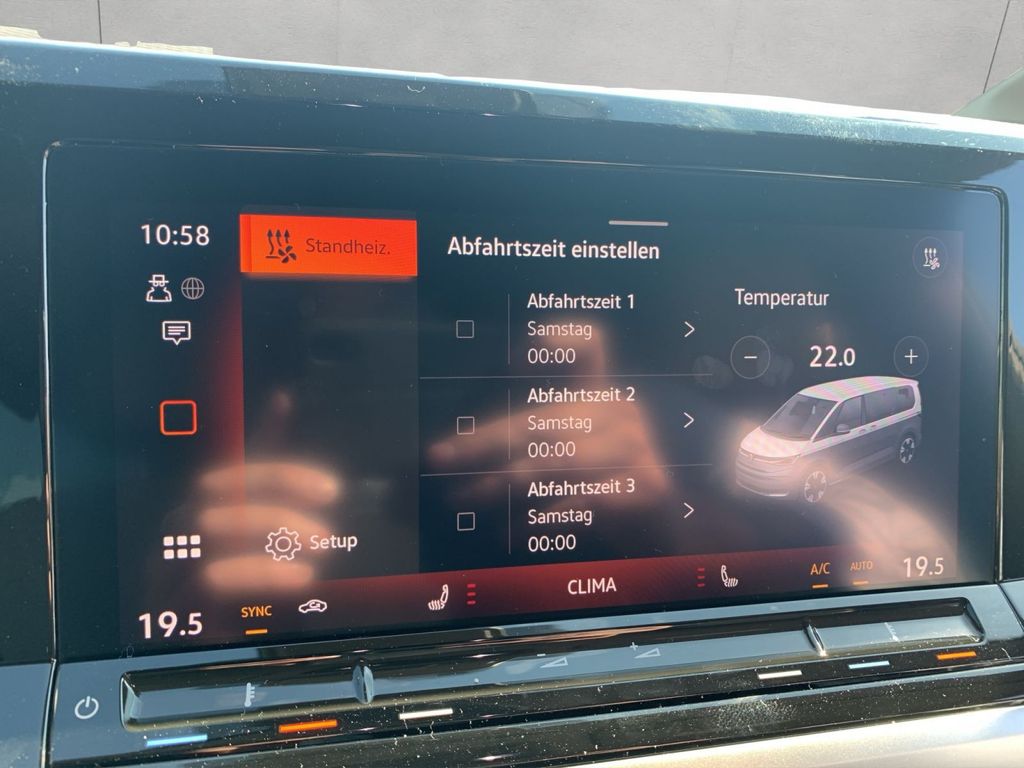 10:58
Standheiz.
Abfahrtszeit einstellen
Abfahrtszeit 1
Samstag
00:00
Temperatur
22.0
Abfahrtszeit 2
Samstag
00:00
Abfahrtszeit 3
Samstag
00:00
Setup
19.5
SYNC
CLIMA
A/C
AUTO
19.5